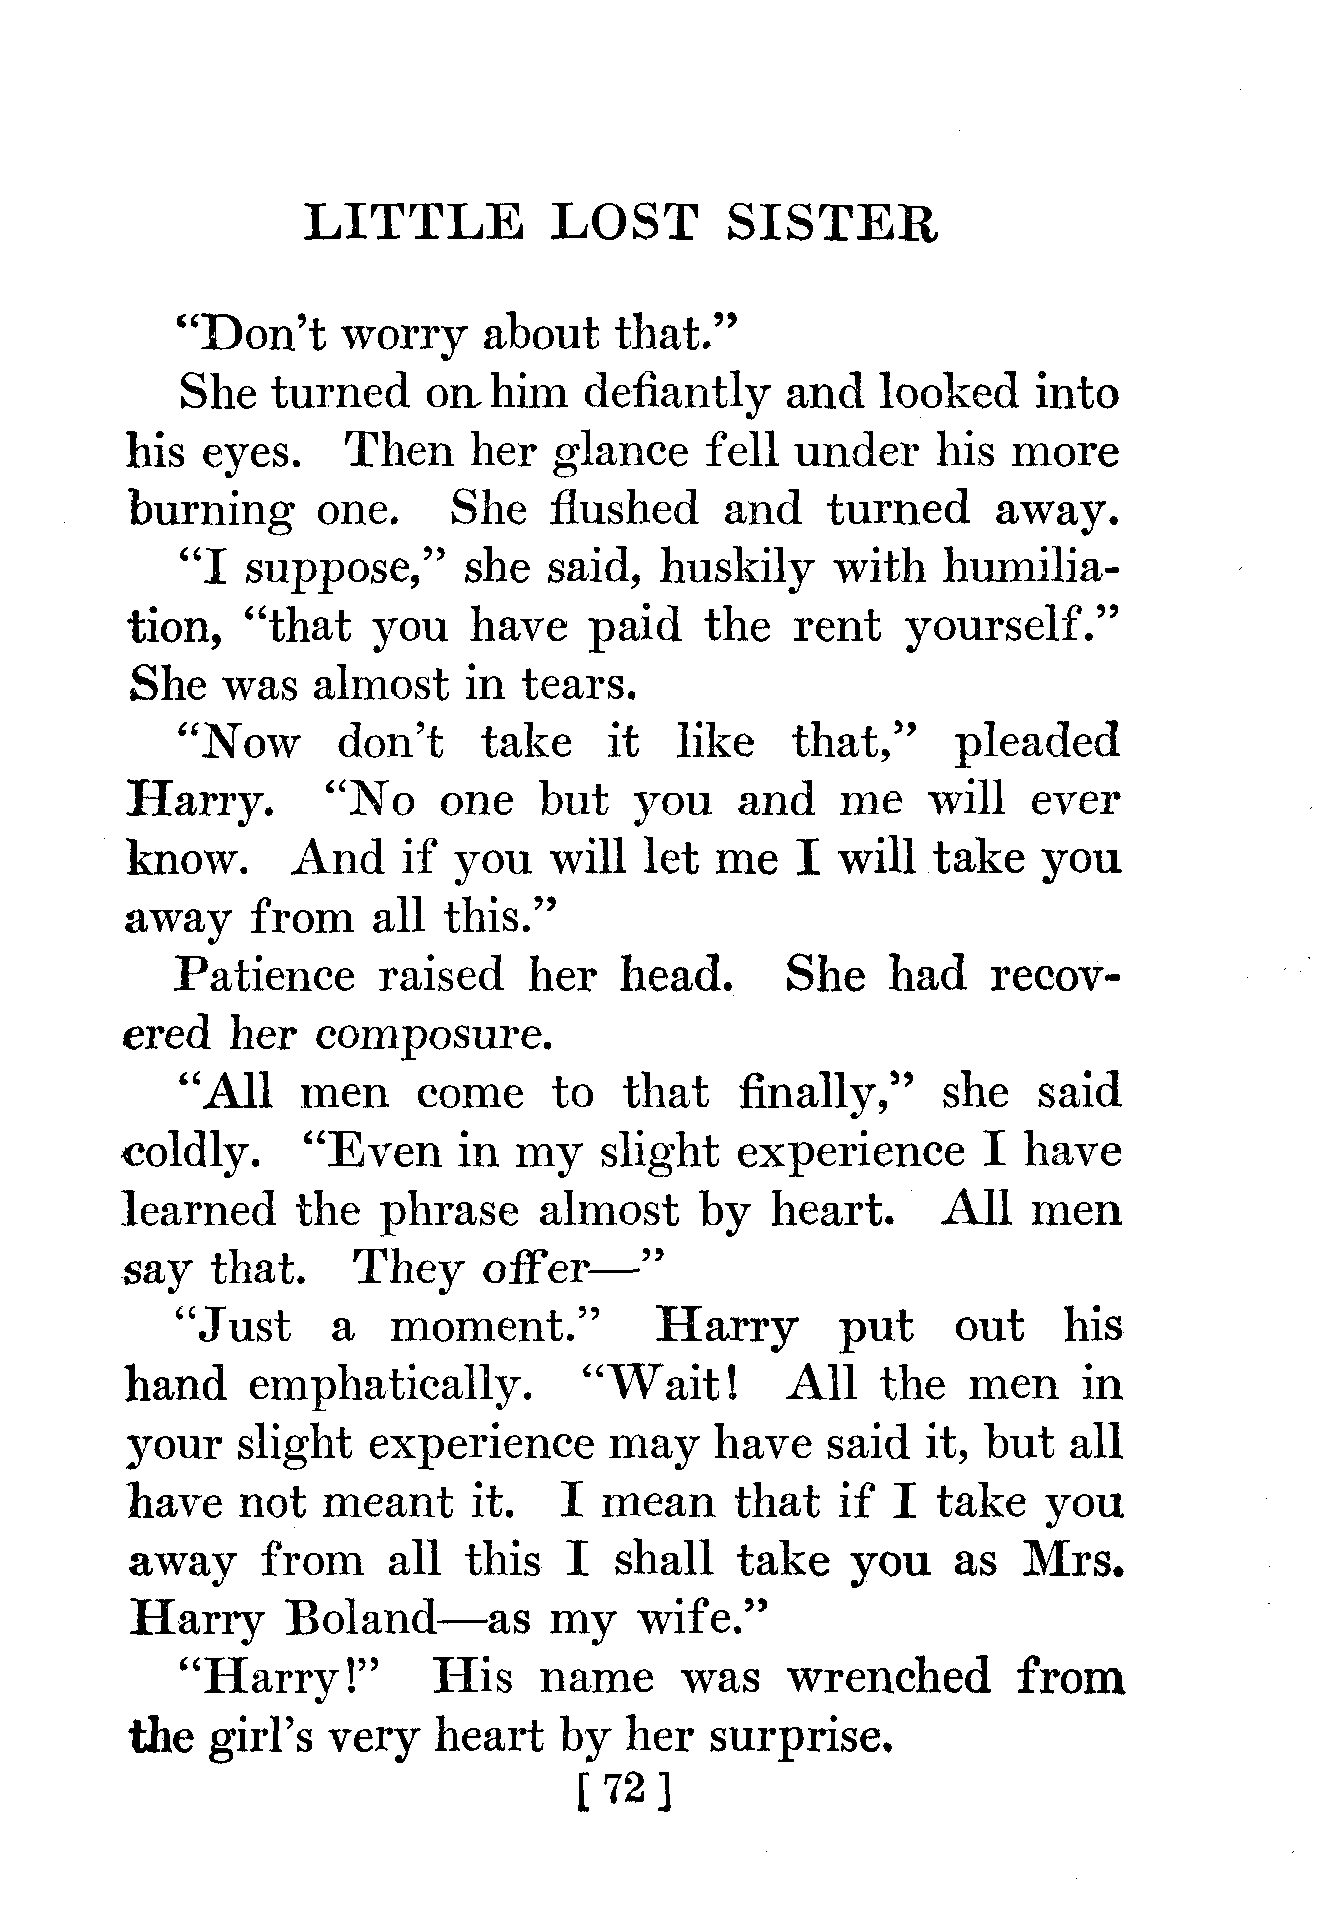 LITTLE LOST SISTER
“Don’t worry about that.”
She turned on him defiantly and looked into
his eyes. Then her glance fell under his more
burning one. She flushed and turned away.
“I suppose,” she said, huskily with humilia-
tion, “that you have paid the rent yourself.”
She was almost in tears.
“Now don’t take it like that,” pleaded
Harry. “No one but you and me will ever
know. And if you will let me I will take you
away from all this.”
Patience raised her head. She had recov-
ered her composure.
“All men come to that finally,” she said
coldly. “Even in my slight experience I have
learned the phrase almost by heart. All men
say that. They offer—”
“Just a moment.” Harry put out his
hand emphatically. “Wait! All the men in
your slight experience may have said it, but all
have not meant it. I mean that if I take you
away from all this I shall take you as Mrs.
Harry Boland—as my wife.”
“Harry!” His name was wrenched from
the girl’s very heart by her surprise.
[ 72 ]